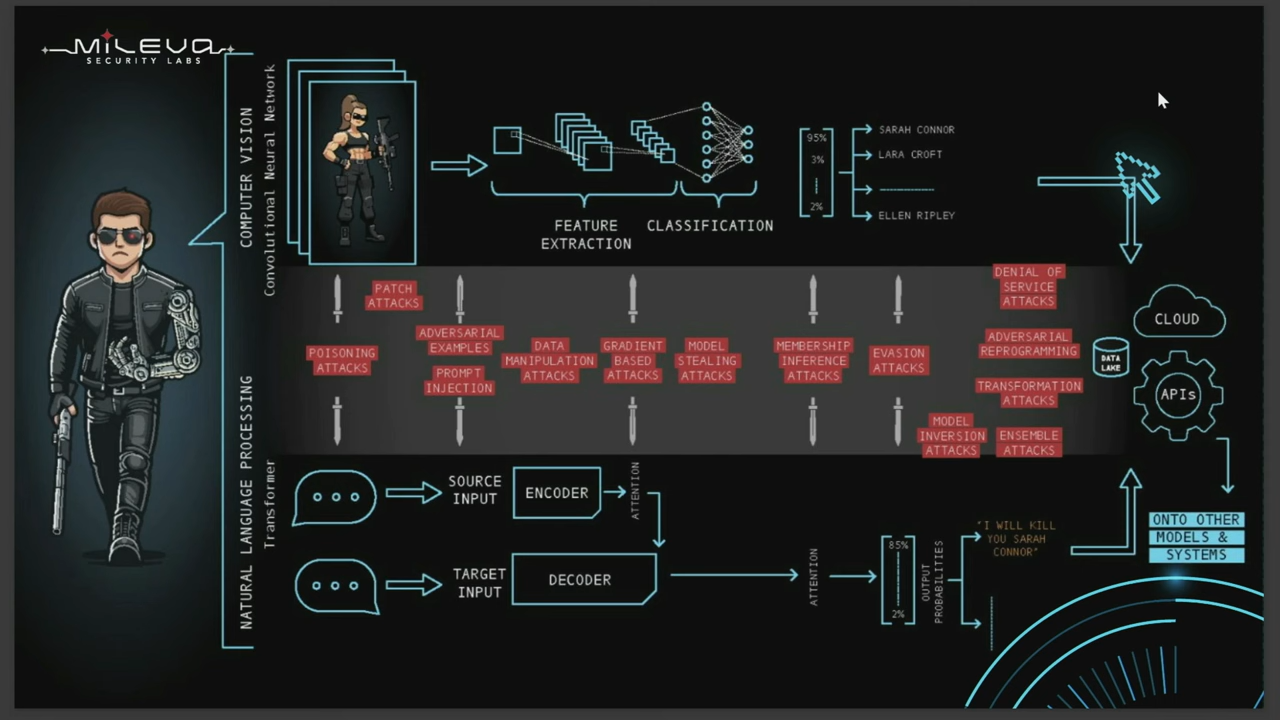 MiLEVA
SECURITY LABS
COMPUTER VISION
Convolutional Neural Network
FEATURE
EXTRACTION
CLASSIFICATION
95%
3%
2%
SARAH CONNOR
LARA CROFT
ELLEN RIPLEY
PATCH
ATTACKS
POISONING
ATTACKS
ADVERSARIAL
EXAMPLES
PROMPT
INJECTION
DATA
MANIPULATION
ATTACKS
GRADIENT
BASED
ATTACKS
MODEL
STEALING
ATTACKS
MEMBERSHIP
INFERENCE
ATTACKS
EVASION
ATTACKS
DENIAL OF
SERVICE
ATTACKS
ADVERSARIAL
REPROGRAMMING
TRANSFORMATION
ATTACKS
MODEL
INVERSION
ATTACKS
ENSEMBLE
ATTACKS
CLOUD
DATA
LAKE
APIs
NATURAL LANGUAGE PROCESSING
Transformer
SOURCE
INPUT
ENCODER
ATTENTION
TARGET
INPUT
DECODER
ATTENTION
85%
2%
OUTPUT
PROBABILITIES
"I WILL KILL
YOU SARAH
CONNOR"
ONTO OTHER
MODELS &
SYSTEMS